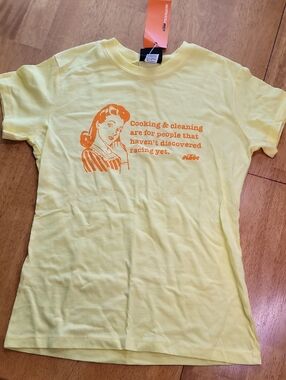 Cooking & cleaning
are for people that
haven't discovered
racing yet.